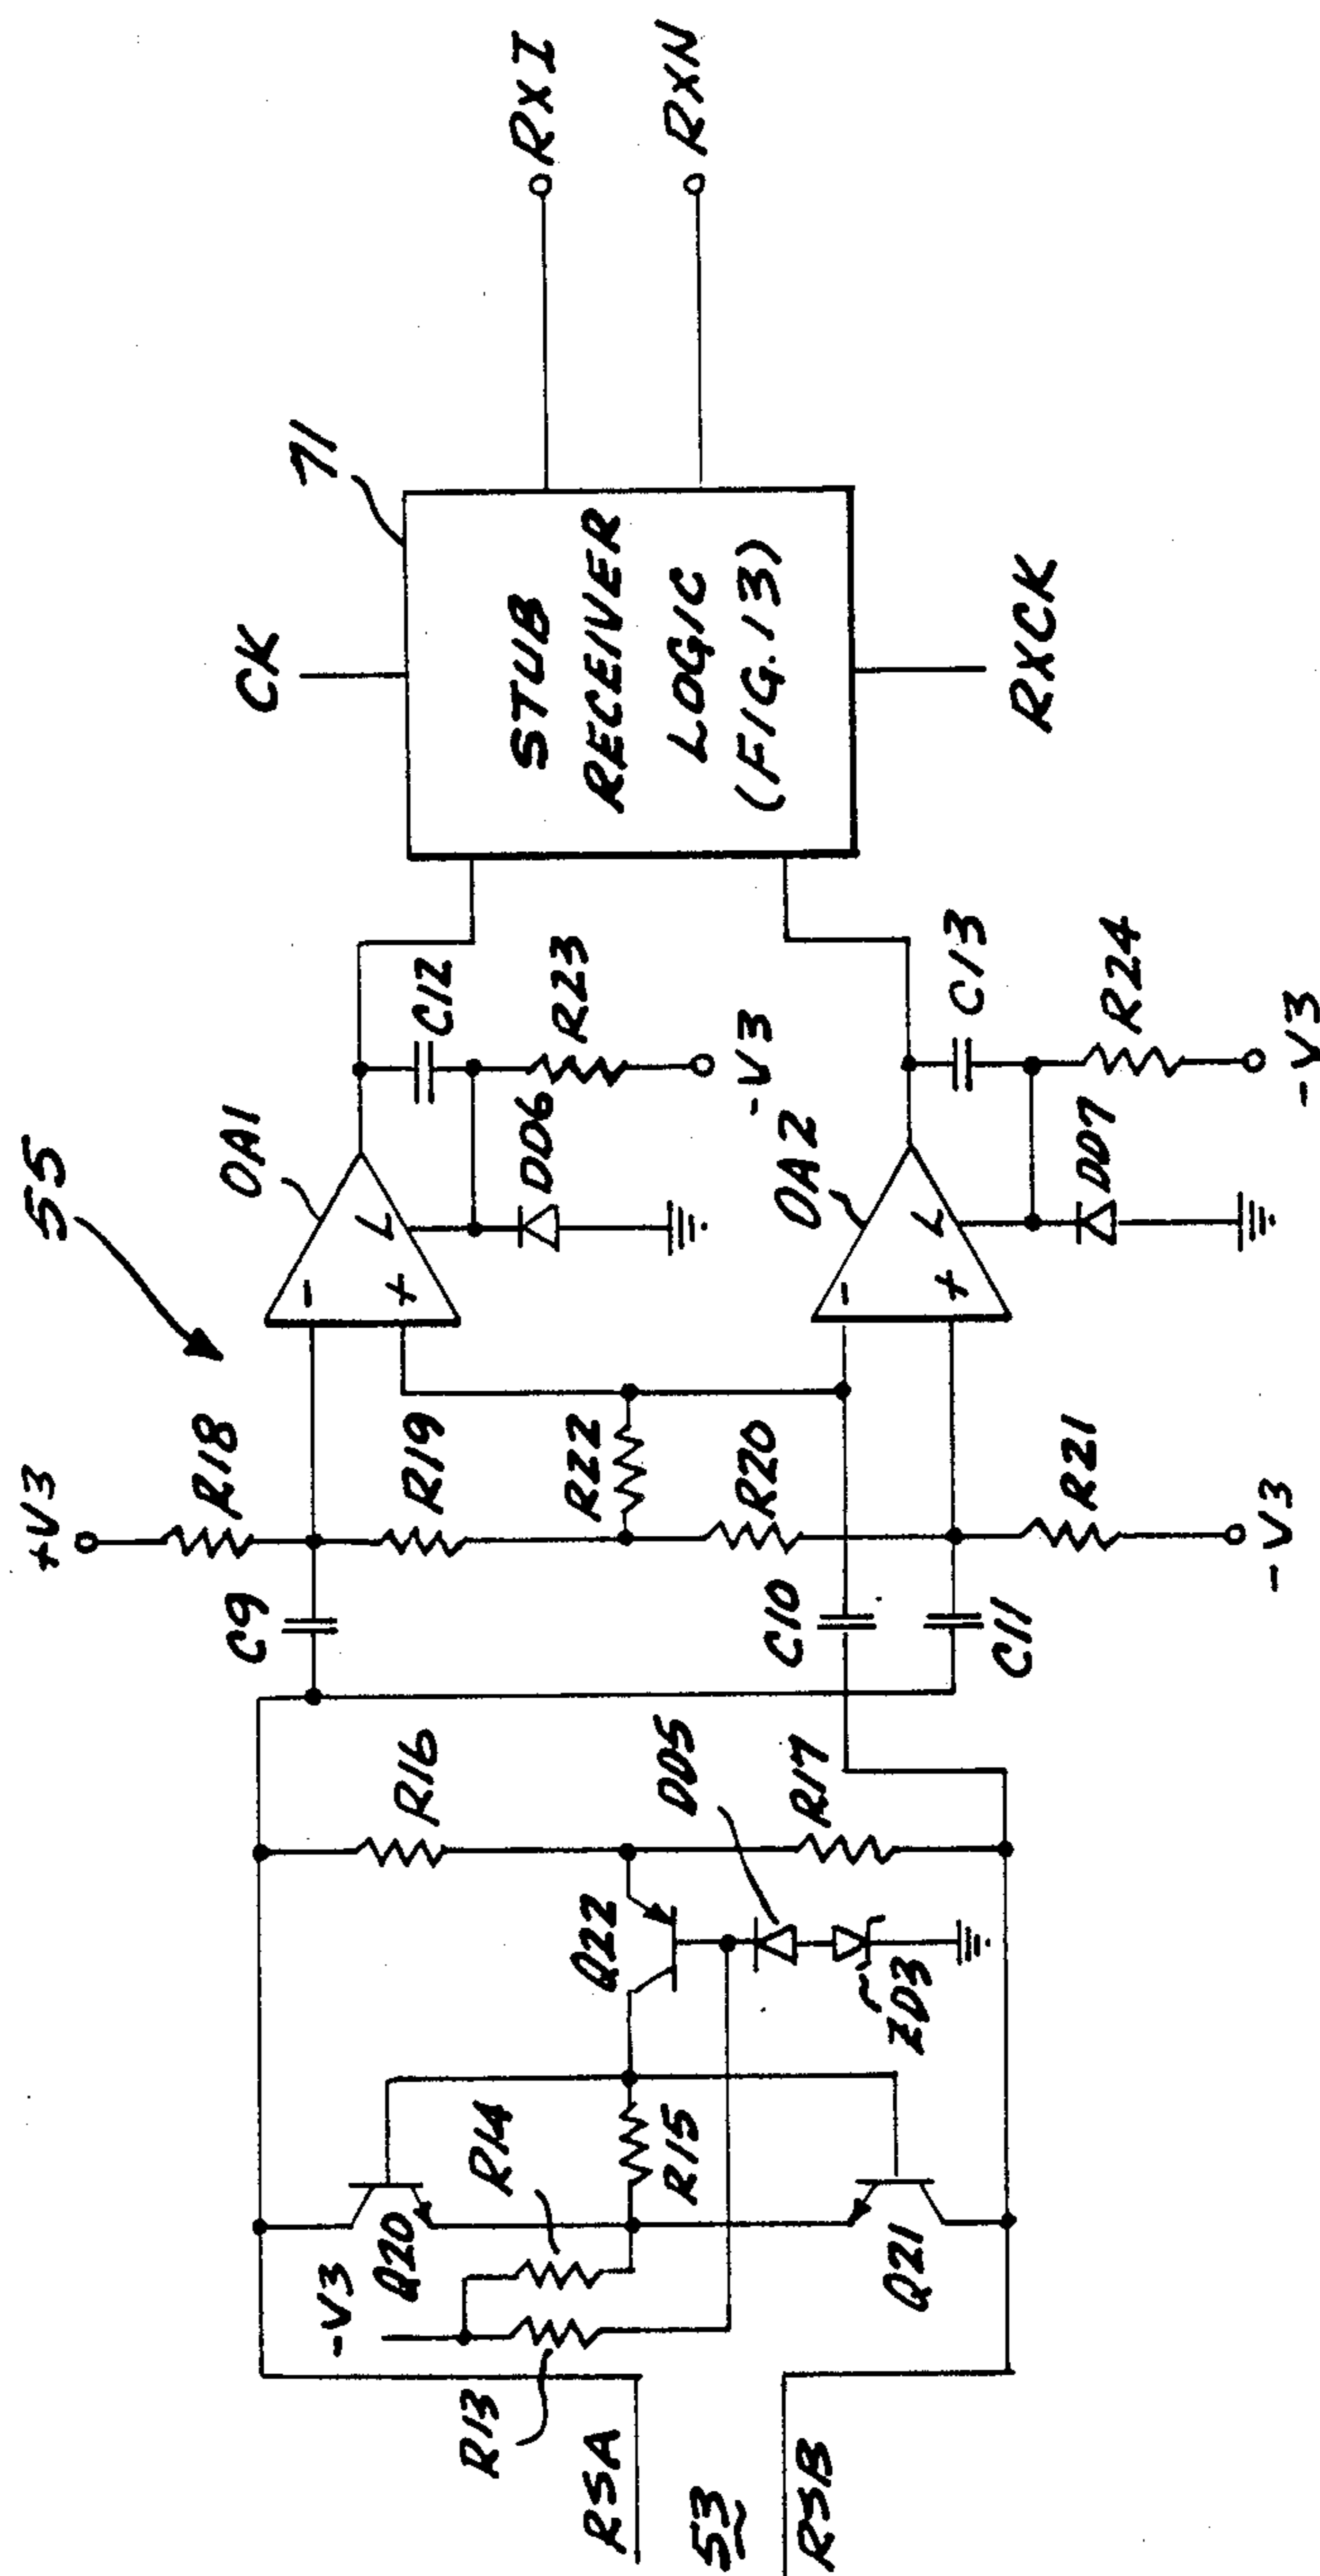 55
+V3
R18
C9
R19
R22
R20
C10
C11
R21
-V3
OA1
-
+
L
C12
R23
DD6
-V3
OA2
-
+
L
C13
R24
DD7
-V3
CK
71
STUB
RECEIVER
LOGIC
(FIG.13)
RXCK
RXI
RXN
R16
R17
DD5
Q22
ZD3
R14
R15
Q20
Q21
-V3
R13
RSA
53
RSB